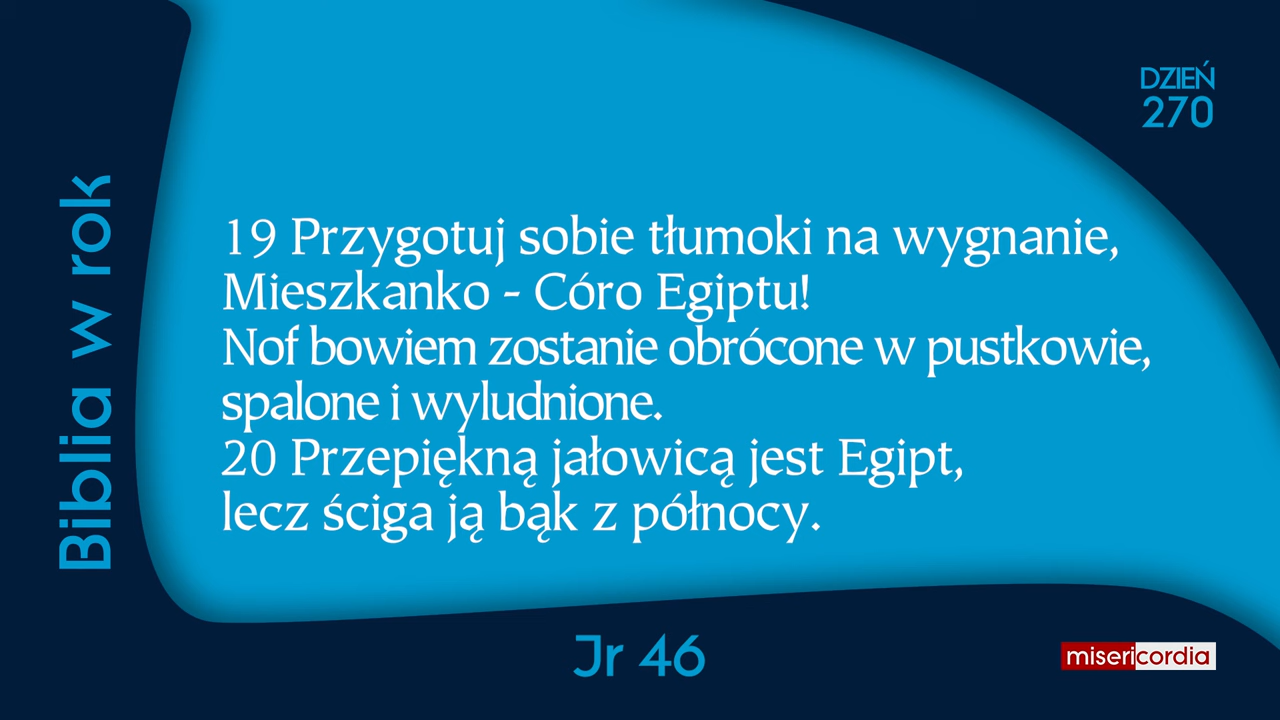 DZIEŃ
270
Biblia w rok
19 Przygotuj sobie tłumoki na wygnanie,
Mieszkanko - Córo Egiptu!
Nof bowiem zostanie obrócone w pustkowie,
spalone i wyludnione.
20 Przepiękną jałowicą jest Egipt,
lecz ściga ją bąk z północy.
Jr 46
misericordia